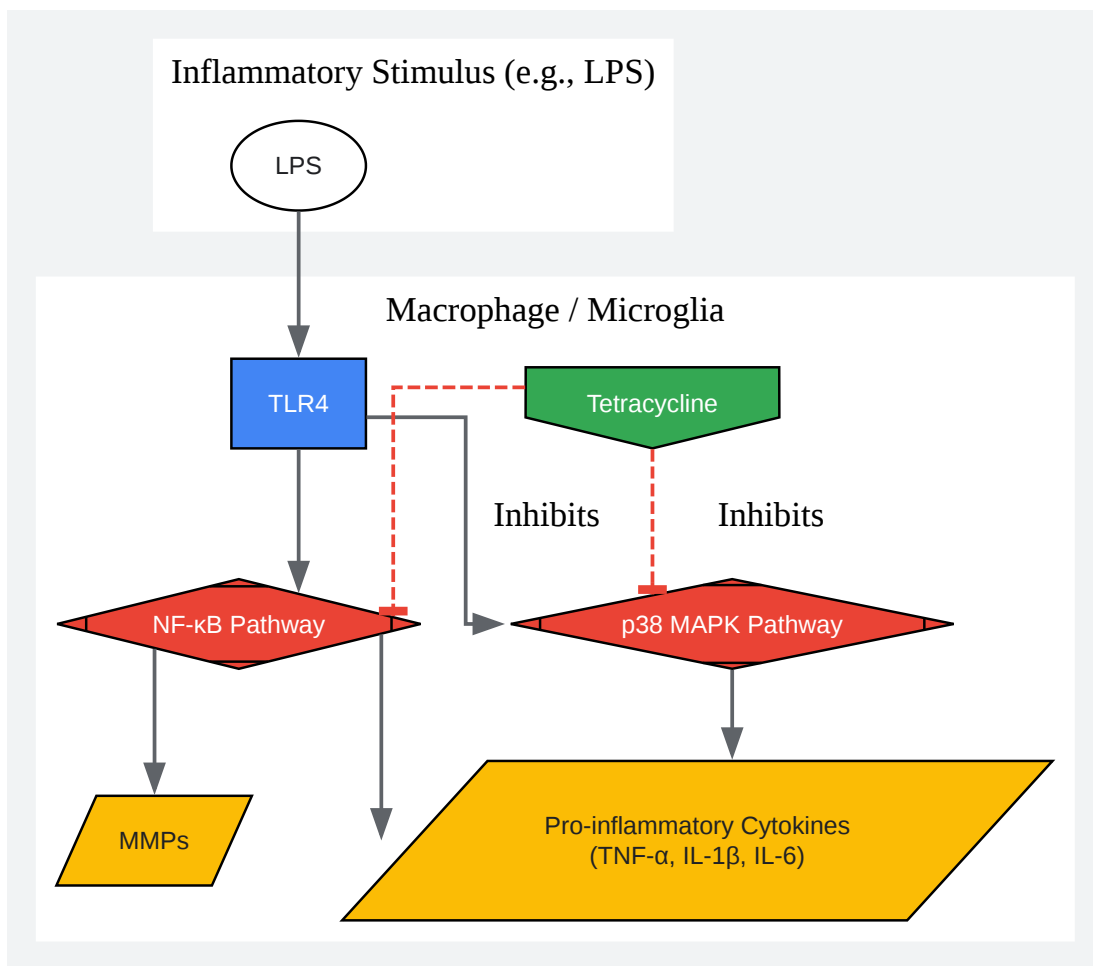 Inflammatory Stimulus (e.g., LPS)
LPS
Macrophage / Microglia
TLR4
Tetracycline
Inhibits
Inhibits
NF-κB Pathway
p38 MAPK Pathway
MMPs
Pro-inflammatory Cytokines
(TNF-α, IL-1β, IL-6)